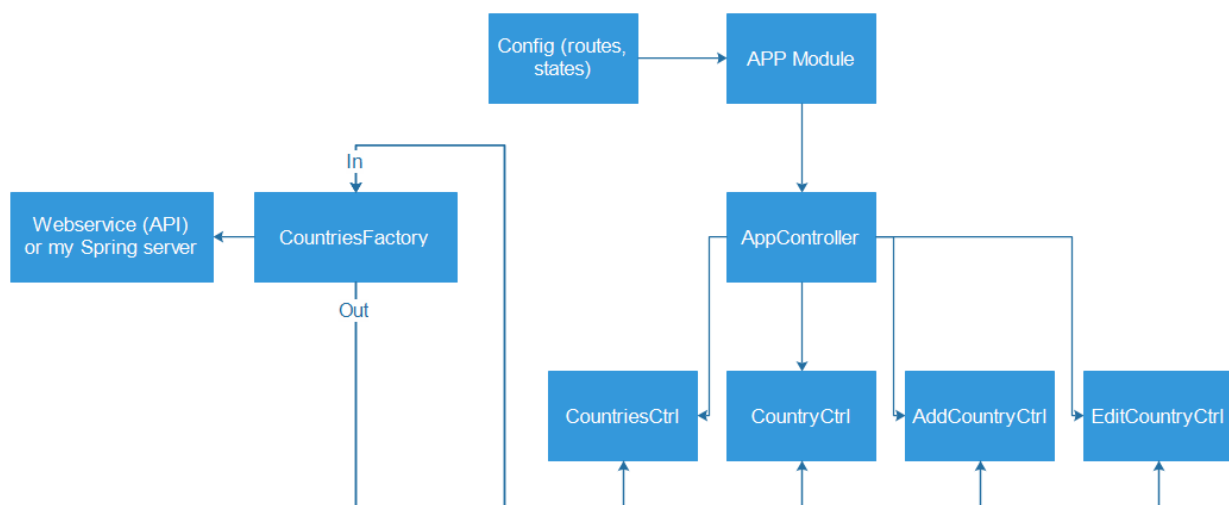 Config (routes,
states)
APP Module
In
Webservice (API)
or my Spring server
CountriesFactory
AppController
Out
CountriesCtrl
CountryCtrl
AddCountryCtrl
EditCountryCtrl